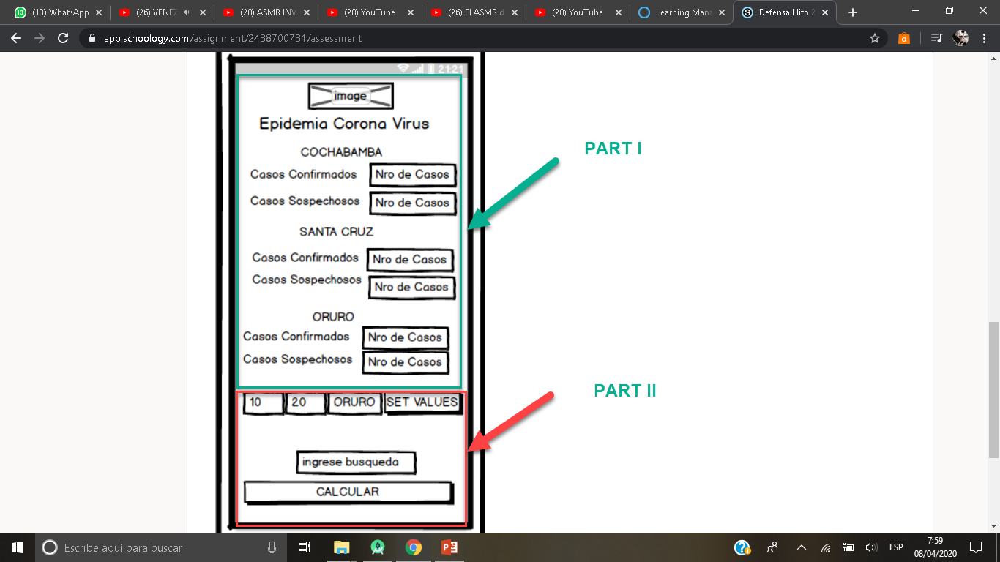 (13) WhatsApp
(26) VENEZ
(28) ASMR INV
(28) YouTube
(26) El ASMR d
(28) YouTube
Learning Mana
Defensa Hito 2
app.schoology.com/assignment/2438700731/assessment
21:21
image
Epidemia Corona Virus
COCHABAMBA
Casos Confirmados Nro de Casos
Casos Sospechosos Nro de Casos
SANTA CRUZ
Casos Confirmados Nro de Casos
Casos Sospechosos Nro de Casos
ORURO
Casos Confirmados Nro de Casos
Casos Sospechosos Nro de Casos
PART I
10 20 ORURO SET VALUES
PART II
ingrese busqueda
CALCULAR
Escribe aquí para buscar
ESP
7:59
08/04/2020